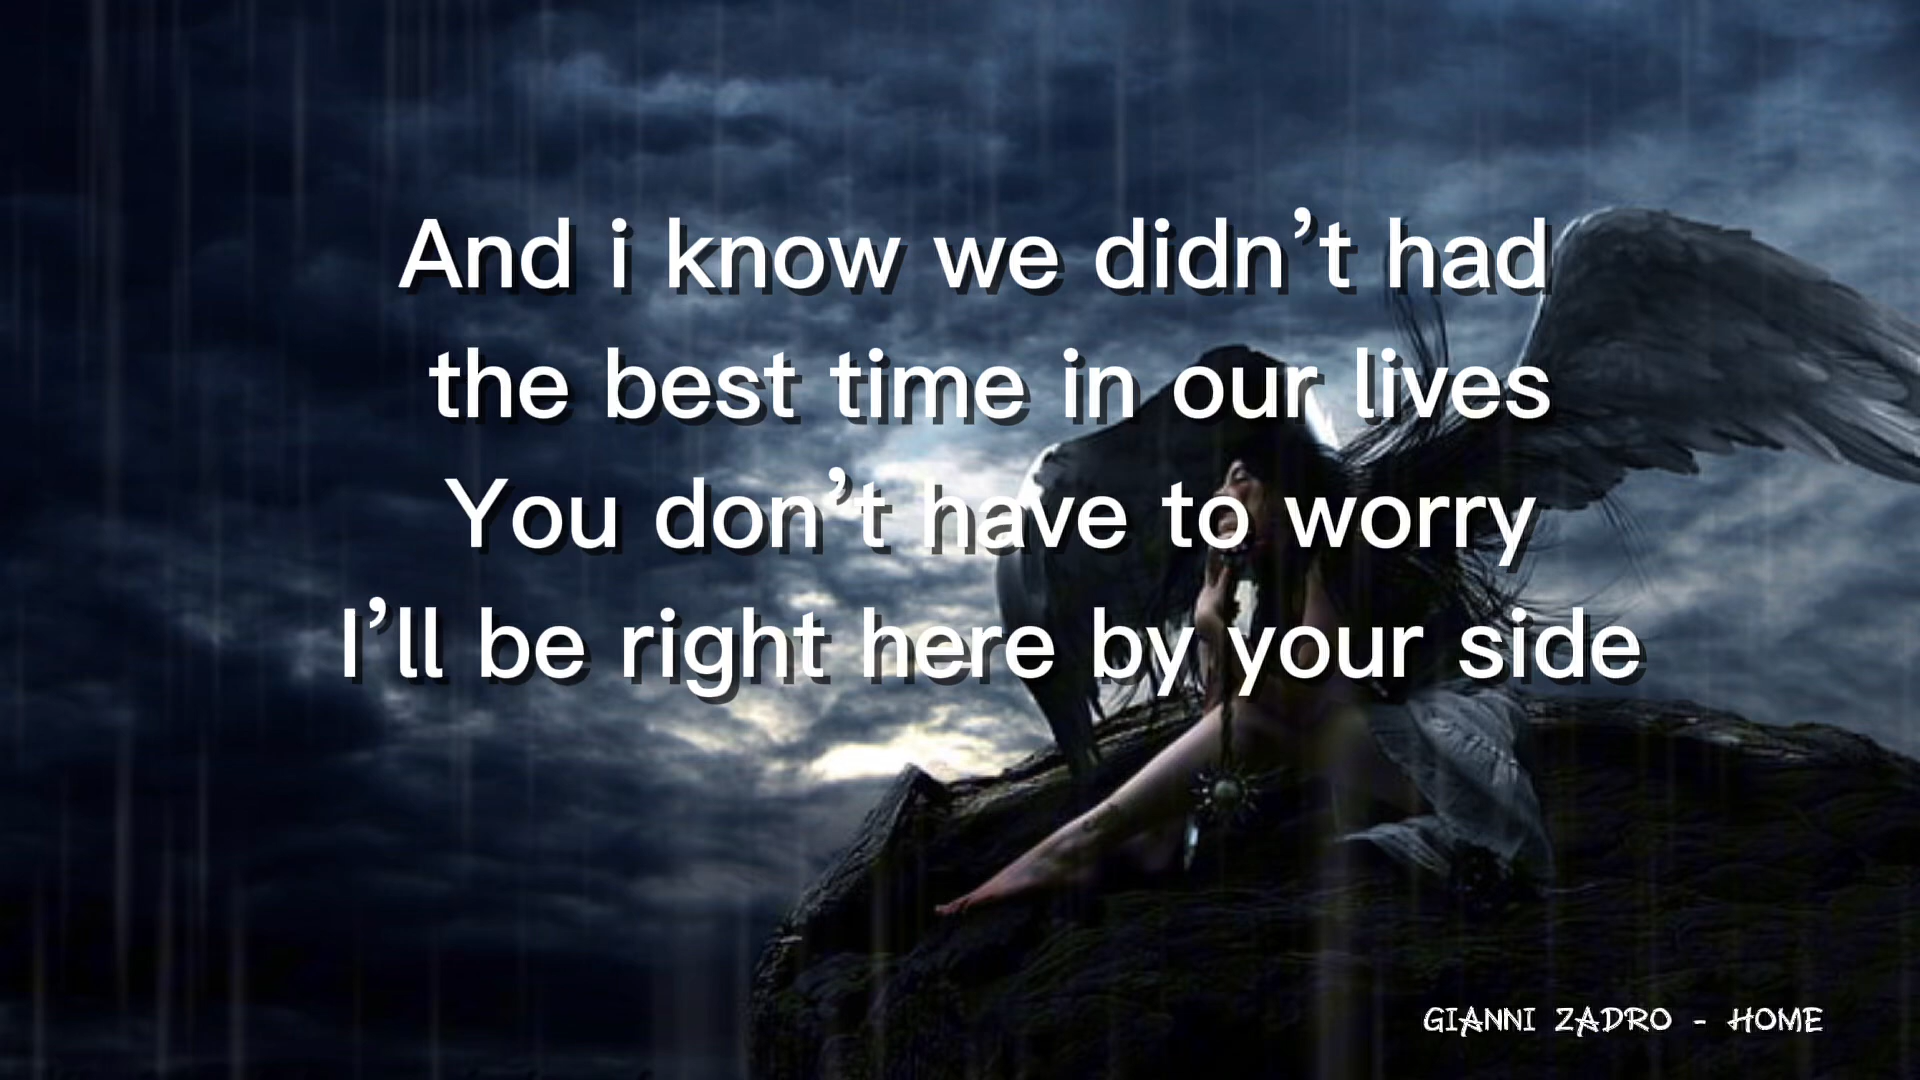 And i know we didn’t had
the best time in our lives
You don’t have to worry
I’ll be right here by your side
GIANNI ZADRO - HOME